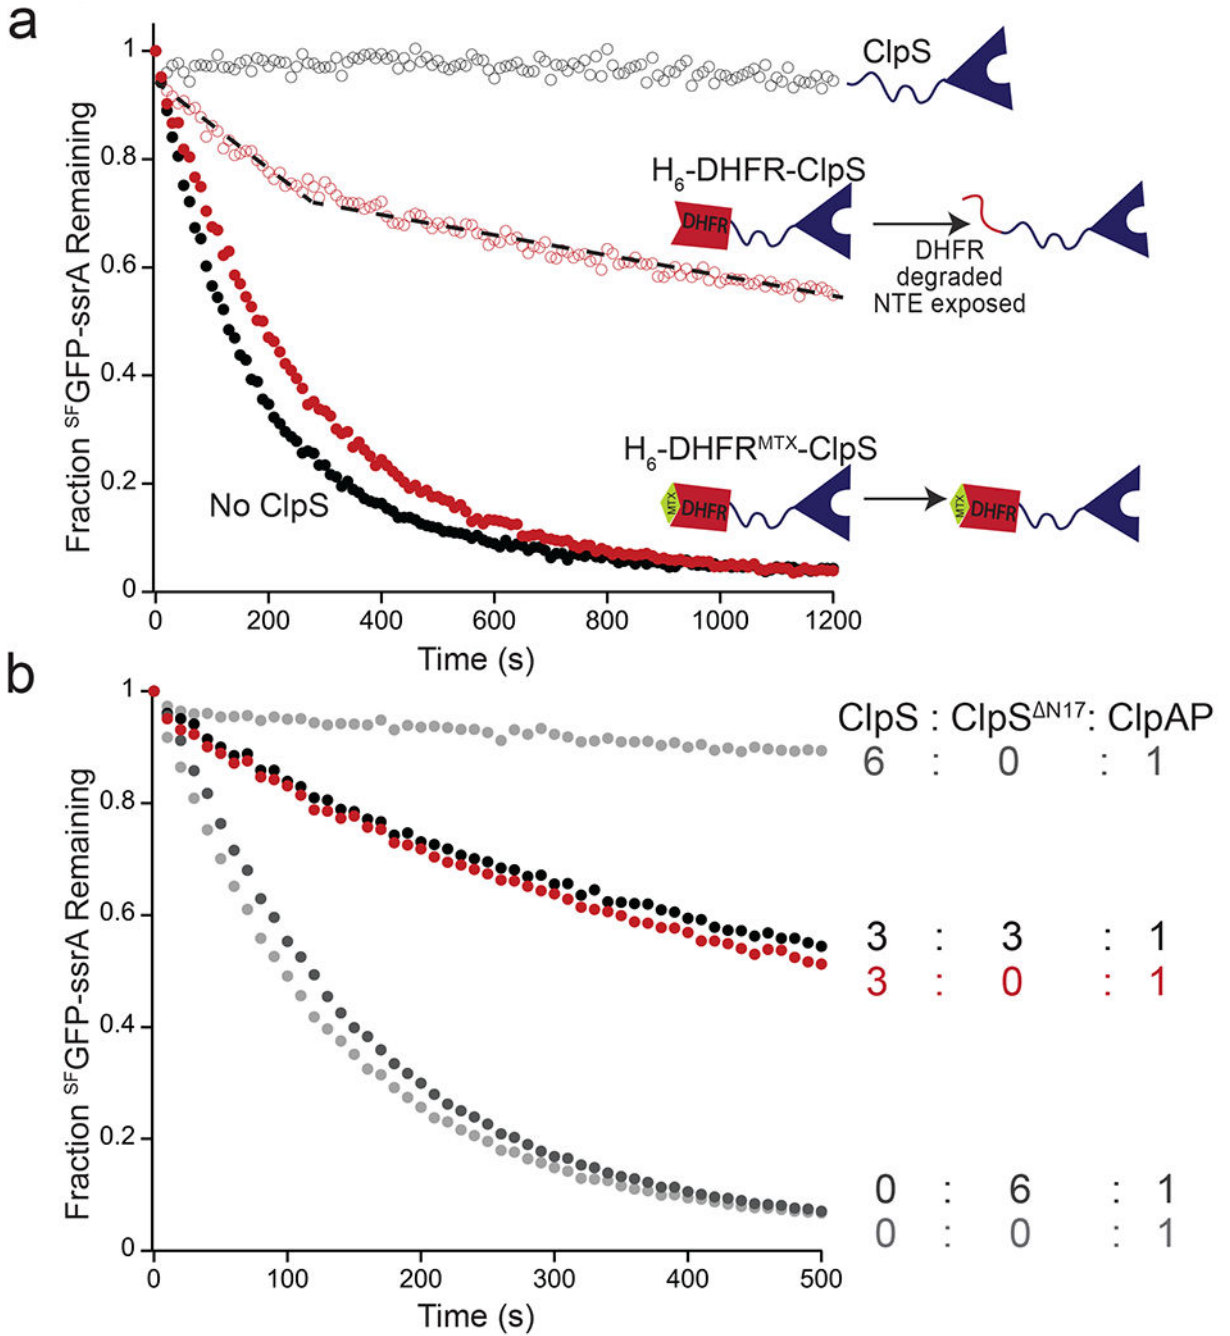 a
Fraction SFGFP-ssrA Remaining
1
0.8
0.6
0.4
0.2
0
0
200
400
600
800
1000
1200
Time (s)
ClpS
H6-DHFR-ClpS
DHFR
DHFR
degraded
NTE exposed
H6-DHFRMTX-ClpS
MTX
DHFR
MTX
DHFR
No ClpS
b
Fraction SFGFP-ssrA Remaining
1
0.8
0.6
0.4
0.2
0
0
100
200
300
400
500
Time (s)
ClpS : ClpSΔN17: ClpAP
6 : 0 : 1
3 : 3 : 1
3 : 0 : 1
0 : 6 : 1
0 : 0 : 1